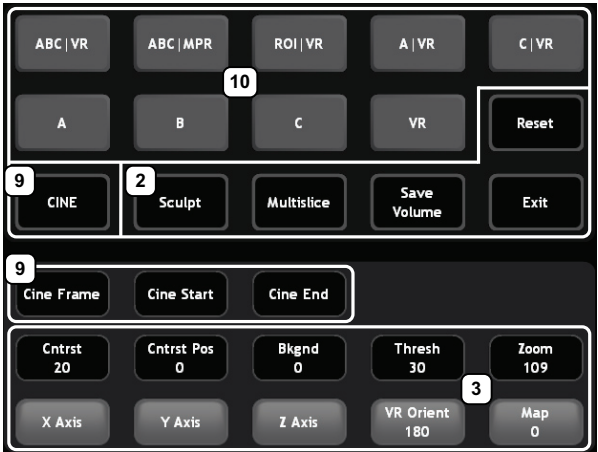 ABC|VR ABC|MPR ROI|VR A|VR C|VR
10
A B C VR Reset
9 2
CINE Sculpt Multislice Save Volume Exit
9
Cine Frame Cine Start Cine End
Cntrst Cntrst Pos Bkgnd Thresh Zoom
20 0 0 30 109
3
X Axis Y Axis Z Axis VR Orient Map
180 0